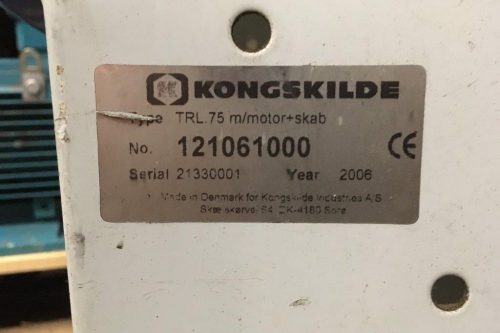 KONGSKILDE
Type TRL.75 m/motor+skab
No. 121061000 CE
Serial 21330001 Year 2006
Made in Denmark for Kongskilde Industries A/S
64 DK-4180 Sorø